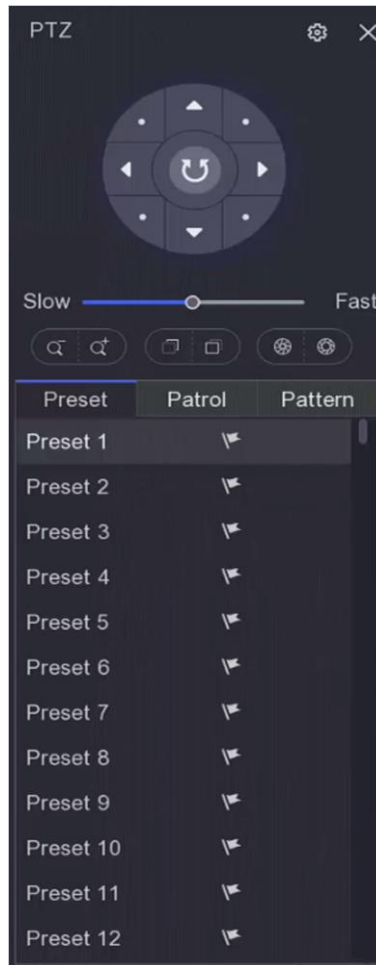 PTZ
Slow Fast
Preset Patrol Pattern
Preset 1
Preset 2
Preset 3
Preset 4
Preset 5
Preset 6
Preset 7
Preset 8
Preset 9
Preset 10
Preset 11
Preset 12